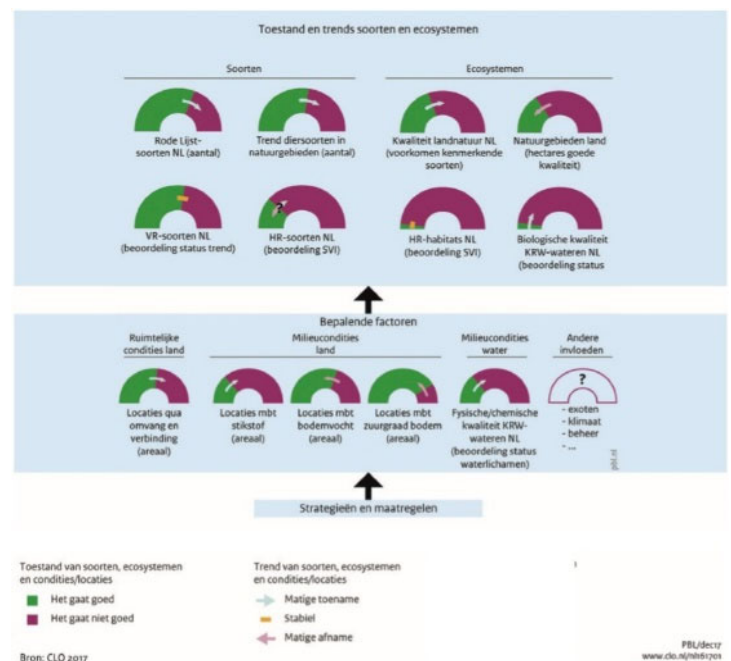 Toestand en trends soorten en ecosystemen
Soorten
Ecosystemen
Rode Lijst-
soorten NL (aantal)
Trend diersoorten in
natuurgebieden (aantal)
Kwaliteit landnatuur NL
(voorkomen kenmerkende
soorten)
Natuurgebieden land
(hectares goede
kwaliteit)
VR-soorten NL
(beoordeling status trend)
?
HR-soorten NL
(beoordeling SVI)
HR-habitats NL
(beoordeling SVI)
Biologische kwaliteit
KRW-wateren NL
(beoordeling status
Bepalende factoren
Ruimtelijke
condities land
Milieucondities
land
Milieucondities
water
Andere
invloeden
Locaties qua
omvang en
verbinding
(areaal)
Locaties mbt
stikstof
(areaal)
Locaties mbt
bodemvocht
(areaal)
Locaties mbt
zuurgraad bodem
(areaal)
Fysische/chemische
kwaliteit KRW-
wateren NL
(beoordeling status
waterlichamen)
?
- exoten
- klimaat
- beheer
- ...
pbl.nl
Strategieën en maatregelen
Toestand van soorten, ecosystemen
en condities/locaties
Het gaat goed
Het gaat niet goed
Trend van soorten, ecosystemen
en condities/locaties
Matige toename
Stabiel
Matige afname
Bron: CLO 2017
PBL/dec17
www.clo.nl/nl161701